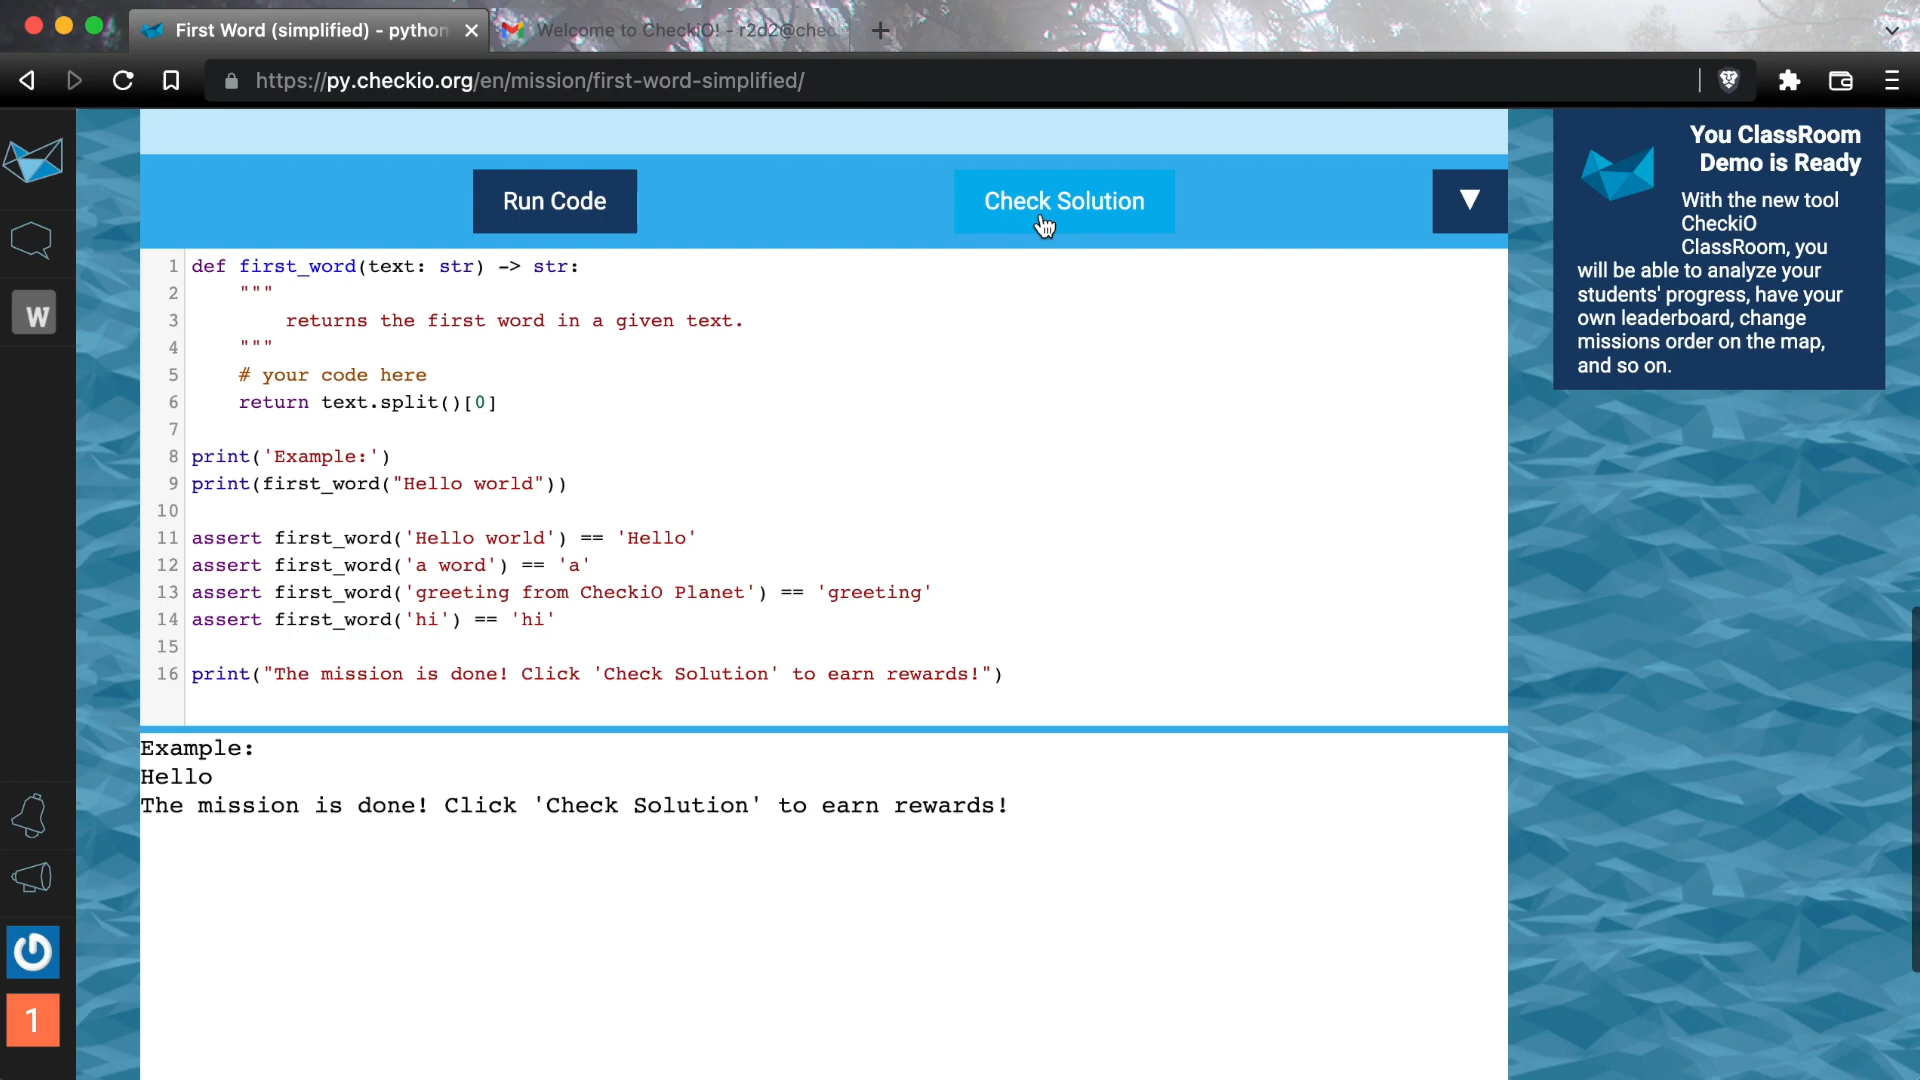 First Word (simplified) - python
Welcome to CheckiO! - r2d2@chec
https://py.checkio.org/en/mission/first-word-simplified/
You ClassRoom
Demo is Ready
With the new tool
CheckiO
ClassRoom, you
will be able to analyze your
students' progress, have your
own leaderboard, change
missions order on the map,
and so on.
W
1
Run Code
Check Solution
1 def first_word(text: str) -> str:
2 """
3 returns the first word in a given text.
4 """
5 # your code here
6 return text.split()[0]
7
8 print('Example:')
9 print(first_word("Hello world"))
10
11 assert first_word('Hello world') == 'Hello'
12 assert first_word('a word') == 'a'
13 assert first_word('greeting from CheckiO Planet') == 'greeting'
14 assert first_word('hi') == 'hi'
15
16 print("The mission is done! Click 'Check Solution' to earn rewards!")
Example:
Hello
The mission is done! Click 'Check Solution' to earn rewards!